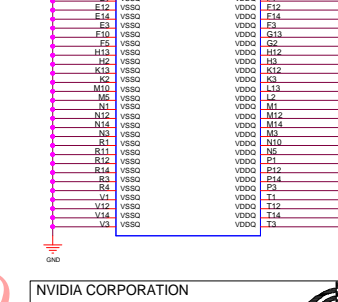 E12 VSSQ VDDQ F12
E14 VSSQ VDDQ F14
E3 VSSQ VDDQ F3
F10 VSSQ VDDQ G13
F5 VSSQ VDDQ G2
H13 VSSQ VDDQ H12
H2 VSSQ VDDQ H3
K13 VSSQ VDDQ K12
K2 VSSQ VDDQ K3
M10 VSSQ VDDQ L13
M5 VSSQ VDDQ L2
N1 VSSQ VDDQ M1
N12 VSSQ VDDQ M12
N14 VSSQ VDDQ M14
N3 VSSQ VDDQ M3
R1 VSSQ VDDQ N10
R11 VSSQ VDDQ N5
R12 VSSQ VDDQ P1
R14 VSSQ VDDQ P12
R3 VSSQ VDDQ P14
R4 VSSQ VDDQ P3
V1 VSSQ VDDQ T1
V12 VSSQ VDDQ T12
V14 VSSQ VDDQ T14
V3 VSSQ VDDQ T3
GND
NVIDIA CORPORATION